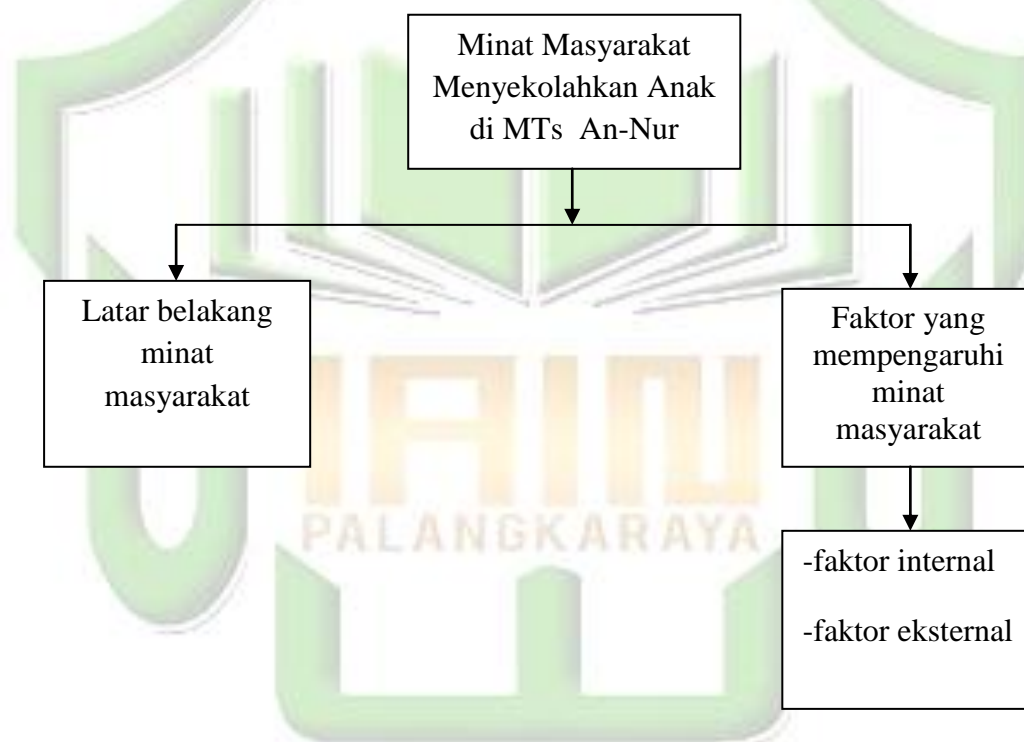 Minat Masyarakat
Menyekolahkan Anak
di MTs An-Nur
Latar belakang
minat
masyarakat
Faktor yang
mempengaruhi
minat
masyarakat
IAIN
PALANGKARAYA
-faktor internal
-faktor eksternal